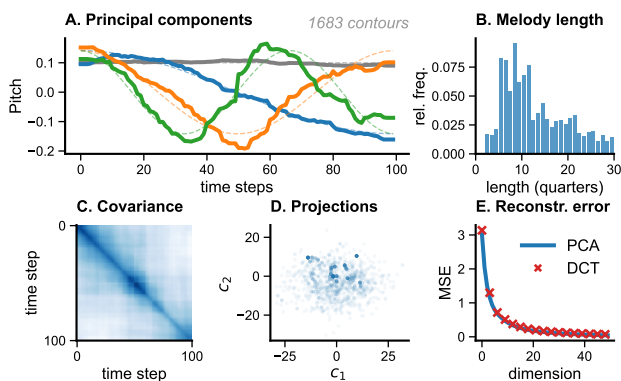 A. Principal components
1683 contours
Pitch
0.1
0.0
−0.1
−0.2
0
20
40
60
80
100
time steps
B. Melody length
rel. freq.
0.075
0.050
0.025
0.000
0
10
20
30
length (quarters)
C. Covariance
time step
0
100
0
100
time step
D. Projections
c2
20
0
−20
−25
0
25
c1
E. Reconstr. error
MSE
3
2
1
0
PCA
DCT
0
20
40
dimension